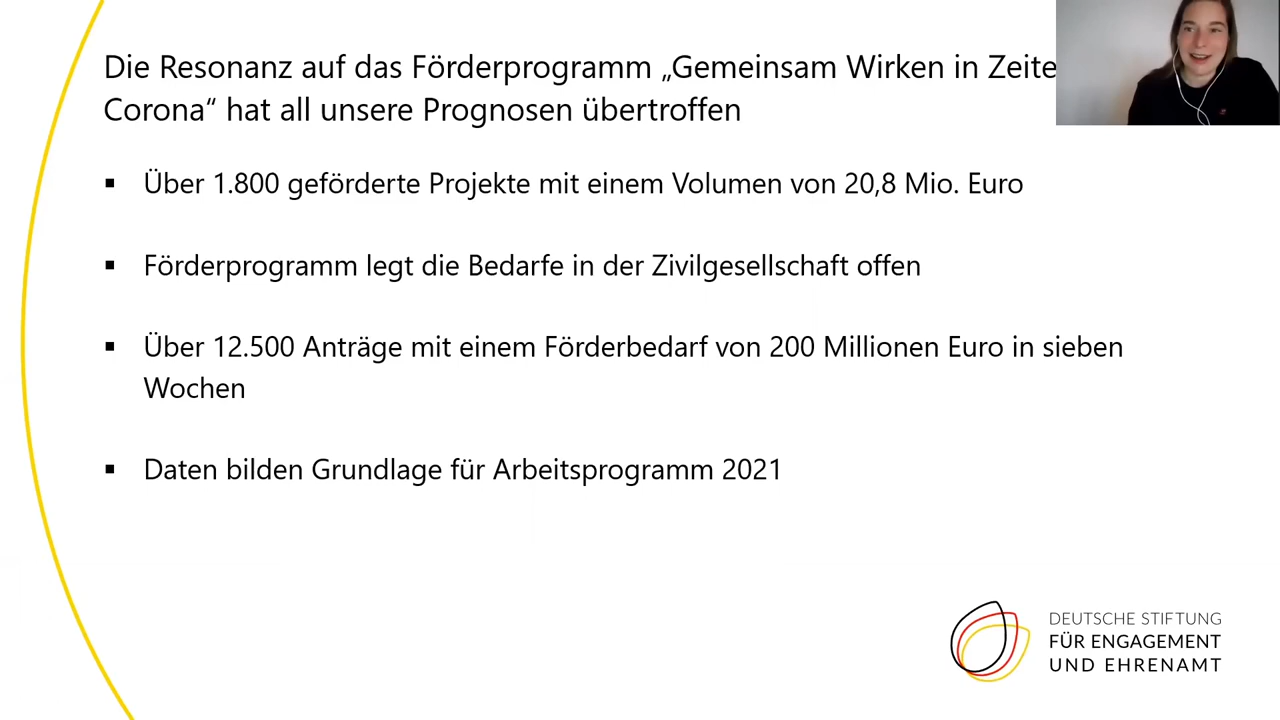 Die Resonanz auf das Förderprogramm „Gemeinsam Wirken in Zeite
Corona“ hat all unsere Prognosen übertroffen
▪ Über 1.800 geförderte Projekte mit einem Volumen von 20,8 Mio. Euro
▪ Förderprogramm legt die Bedarfe in der Zivilgesellschaft offen
▪ Über 12.500 Anträge mit einem Förderbedarf von 200 Millionen Euro in sieben
Wochen
▪ Daten bilden Grundlage für Arbeitsprogramm 2021
DEUTSCHE STIFTUNG
FÜR ENGAGEMENT
UND EHRENAMT